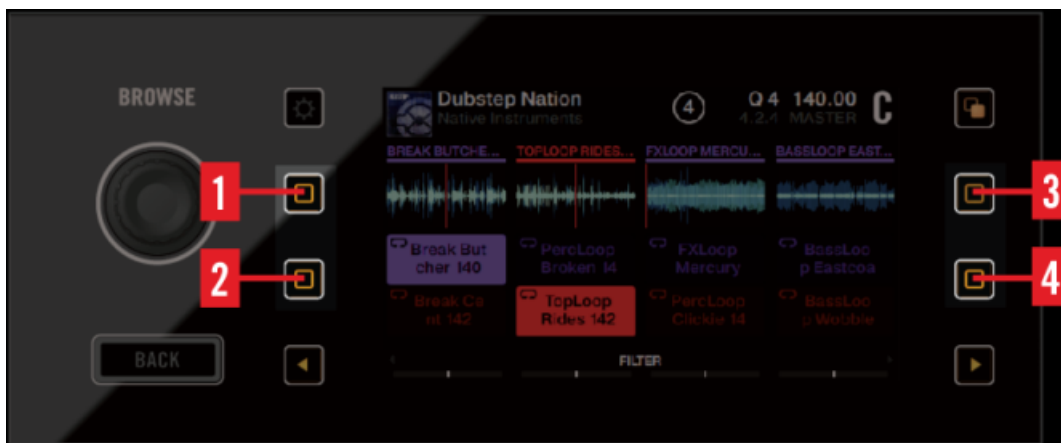 BROWSE
Dubstep Nation
Native Instruments
4
Q 4 140.00
4.2.4 MASTER
C
BREAK BUTCHE...
TOPLOOP RIDES...
FXLOOP MERCU...
BASSLOOP EAST...
1
3
Break But
cher 140
PercLoop
Broken 14
FXLoop
Mercury
BassLoo
p Eastcoa
2
4
Break Ca
nt 142
TopLoop
Rides 142
PercLoop
Clickie 14
BassLoo
p Wobble
BACK
FILTER